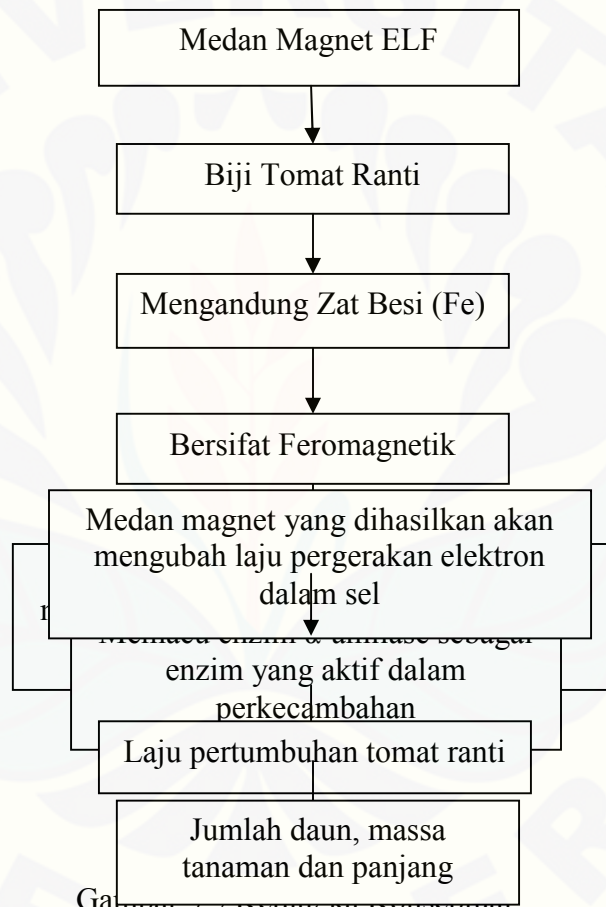 Medan Magnet ELF
Biji Tomat Ranti
Mengandung Zat Besi (Fe)
Bersifat Feromagnetik
Medan magnet yang dihasilkan akan
mengubah laju pergerakan elektron
dalam sel
enzim yang aktif dalam
perkecambahan
Laju pertumbuhan tomat ranti
Jumlah daun, massa
tanaman dan panjang